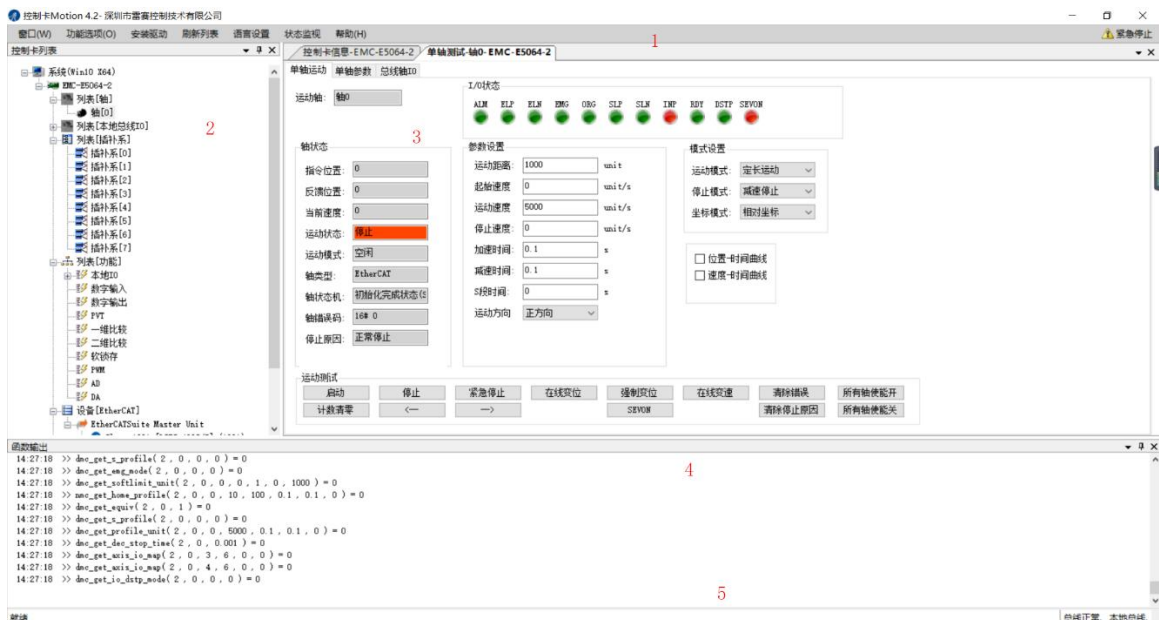 控制卡Motion 4.2- 深圳市雷赛控制技术有限公司
窗口(W) 功能选项(O) 安装驱动 刷新列表 语言设置 状态监视 帮助(H) 1 紧急停止
控制卡列表
控制卡信息-EMC-E5064-2 单轴测试-轴0-EMC-E5064-2
系统(Win10 X64)
EMC-E5064-2
列表[轴]
轴[0]
列表[本地总线IO]
列表[插补系]
插补系[0]
插补系[1]
插补系[2]
插补系[3]
插补系[4]
插补系[5]
插补系[6]
插补系[7]
列表[功能]
本地IO
数字输入
数字输出
PVT
一维比较
二维比较
软锁存
PWM
AD
DA
设备[EtherCAT]
EtherCATSuite Master Unit
2
单轴运动 单轴参数 总线轴IO
运动轴: 轴0
I/O状态
ALM ELP ELN EMG ORG SLP SLN INP RDY DSTP SEVON
3
轴状态
指令位置: 0
反馈位置: 0
当前速度: 0
运动状态: 停止
运动模式: 空闲
轴类型: EtherCAT
轴状态机: 初始化完成状态(S
轴错误码: 16# 0
停止原因: 正常停止
参数设置
运动距离: 1000 unit
起始速度 0 unit/s
运动速度 5000 unit/s
停止速度: 0 unit/s
加速时间: 0.1 s
减速时间: 0.1 s
S段时间: 0 s
运动方向 正方向
模式设置
运动模式: 定长运动
停止模式: 减速停止
坐标模式: 相对坐标
位置-时间曲线
速度-时间曲线
运动测试
启动 停止 紧急停止 在线变位 强制变位 在线变速 清除错误 所有轴使能开
计数清零 <— —> SEVON 清除停止原因 所有轴使能关
函数输出
4
14:27:18 >> dmc_get_s_profile( 2 , 0 , 0 , 0 ) = 0
14:27:18 >> dmc_get_emg_mode( 2 , 0 , 0 , 0 ) = 0
14:27:18 >> dmc_get_softlimit_unit( 2 , 0 , 0 , 0 , 1 , 0 , 1000 ) = 0
14:27:18 >> nmc_get_home_profile( 2 , 0 , 0 , 10 , 100 , 0.1 , 0.1 , 0 ) = 0
14:27:18 >> dmc_get_equiv( 2 , 0 , 1 ) = 0
14:27:18 >> dmc_get_s_profile( 2 , 0 , 0 , 0 ) = 0
14:27:18 >> dmc_get_profile_unit( 2 , 0 , 0 , 5000 , 0.1 , 0.1 , 0 ) = 0
14:27:18 >> dmc_get_dec_stop_time( 2 , 0 , 0.001 ) = 0
14:27:18 >> dmc_get_axis_io_map( 2 , 0 , 3 , 6 , 0 , 0 ) = 0
14:27:18 >> dmc_get_axis_io_map( 2 , 0 , 4 , 6 , 0 , 0 ) = 0
14:27:18 >> dmc_get_io_dstp_mode( 2 , 0 , 0 , 0 ) = 0
5
就绪 总线正常 本地总线